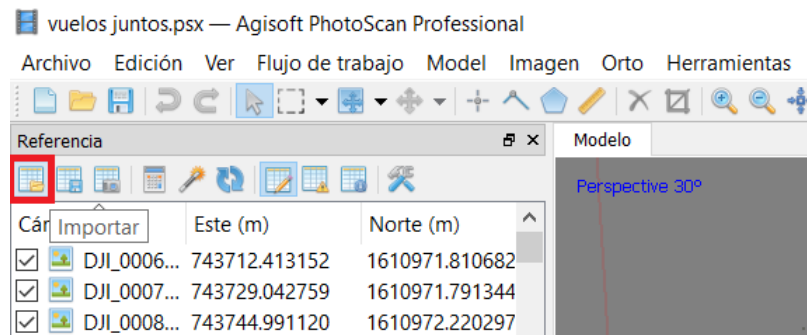 vuelos juntos.psx — Agisoft PhotoScan Professional
Archivo Edición Ver Flujo de trabajo Model Imagen Orto Herramientas
Referencia Modelo
Perspective 30°
Importar Este (m) Norte (m)
DJI_0006... 743712.413152 1610971.810682
DJI_0007... 743729.042759 1610971.791344
DJI_0008... 743744.991120 1610972.220297